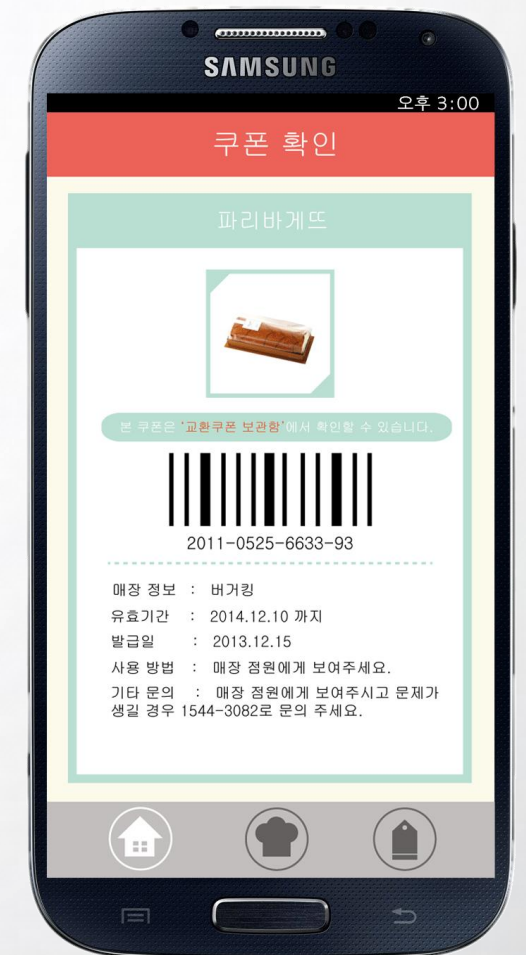 SAMSUNG
오후 3:00
쿠폰 확인
파리바게뜨
본 쿠폰은 '교환쿠폰 보관함'에서 확인할 수 있습니다.
2011-0525-6633-93
매장 정보 : 버거킹
유효기간 : 2014.12.10 까지
발급일 : 2013.12.15
사용 방법 : 매장 점원에게 보여주세요.
기타 문의 : 매장 점원에게 보여주시고 문제가
생길 경우 1544-3082로 문의 주세요.